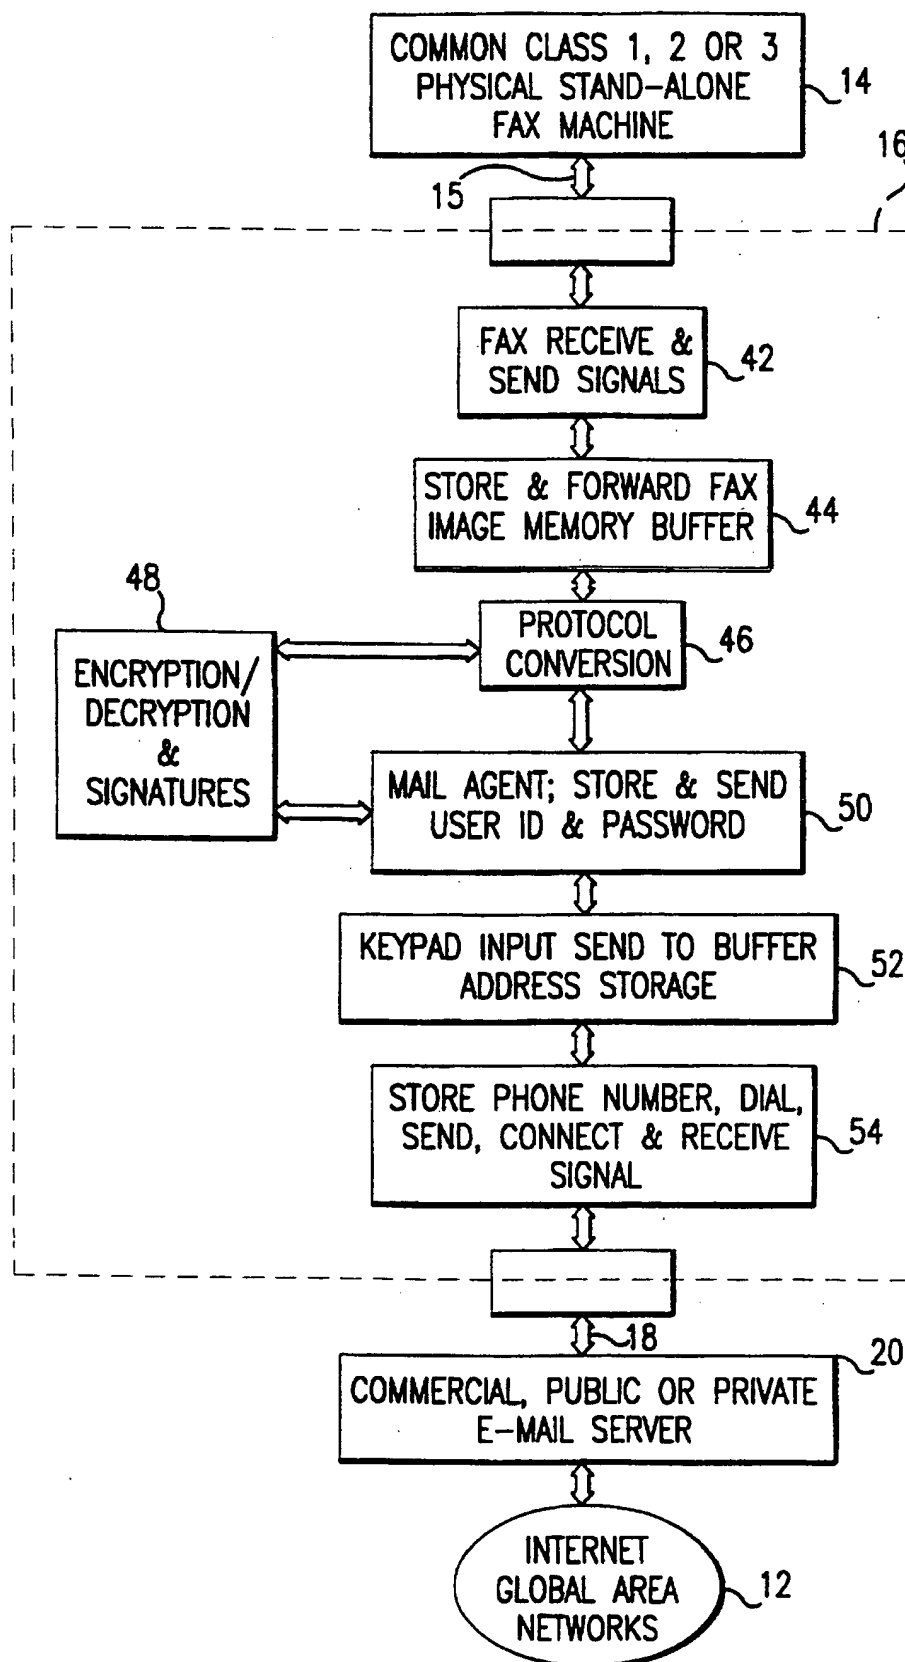 COMMON CLASS 1, 2 OR 3
PHYSICAL STAND-ALONE
FAX MACHINE
14
15
16
FAX RECEIVE &
SEND SIGNALS
42
STORE & FORWARD FAX
IMAGE MEMORY BUFFER
44
48
ENCRYPTION/
DECRYPTION
&
SIGNATURES
PROTOCOL
CONVERSION
46
MAIL AGENT; STORE & SEND
USER ID & PASSWORD
50
KEYPAD INPUT SEND TO BUFFER
ADDRESS STORAGE
52
STORE PHONE NUMBER, DIAL,
SEND, CONNECT & RECEIVE
SIGNAL
54
18
20
COMMERCIAL, PUBLIC OR PRIVATE
E-MAIL SERVER
INTERNET
GLOBAL AREA
NETWORKS
12